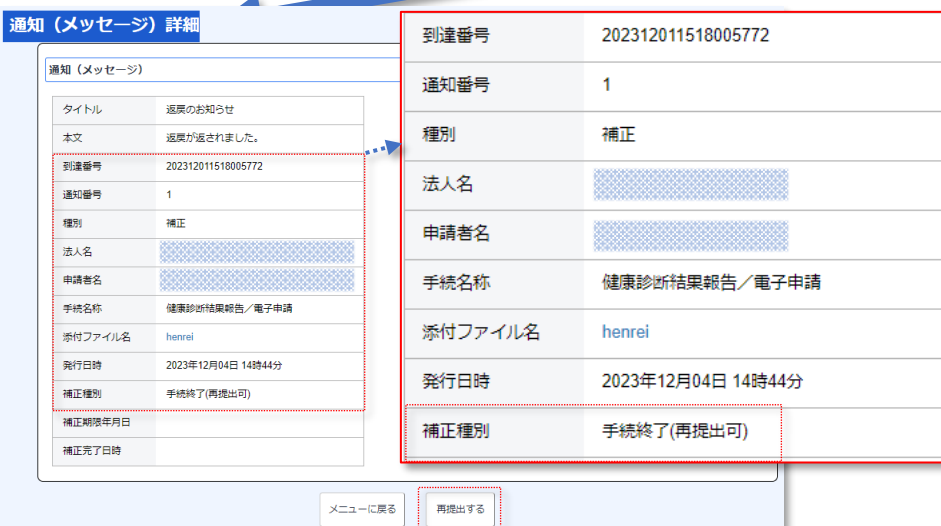 通知（メッセージ）詳細
通知（メッセージ）
タイトル 返戻のお知らせ
本文 返戻が返されました。
到達番号 202312011518005772
通知番号 1
種別 補正
法人名
申請者名
手続名称 健康診断結果報告／電子申請
添付ファイル名 henrei
発行日時 2023年12月04日 14時44分
補正種別 手続終了(再提出可)
補正期限年月日
補正完了日時
メニューに戻る 再提出する
到達番号 202312011518005772
通知番号 1
種別 補正
法人名
申請者名
手続名称 健康診断結果報告／電子申請
添付ファイル名 henrei
発行日時 2023年12月04日 14時44分
補正種別 手続終了(再提出可)